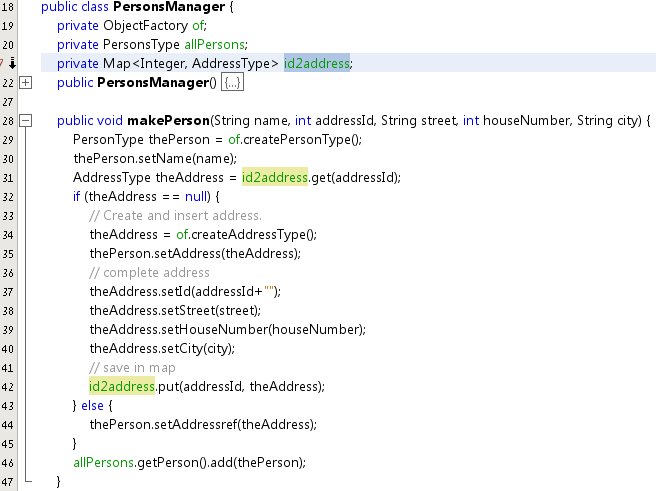 18 public class PersonsManager {
19 private ObjectFactory of;
20 private PersonsType allPersons;
private Map<Integer, AddressType> id2address;
22 public PersonsManager() {...}
27
28 public void makePerson(String name, int addressId, String street, int houseNumber, String city) {
29 PersonType thePerson = of.createPersonType();
30 thePerson.setName(name);
31 AddressType theAddress = id2address.get(addressId);
32 if (theAddress == null) {
33 // Create and insert address.
34 theAddress = of.createAddressType();
35 thePerson.setAddress(theAddress);
36 // complete address
37 theAddress.setId(addressId+"");
38 theAddress.setStreet(street);
39 theAddress.setHouseNumber(houseNumber);
40 theAddress.setCity(city);
41 // save in map
42 id2address.put(addressId, theAddress);
43 } else {
44 thePerson.setAddressref(theAddress);
45 }
46 allPersons.getPerson().add(thePerson);
47 }